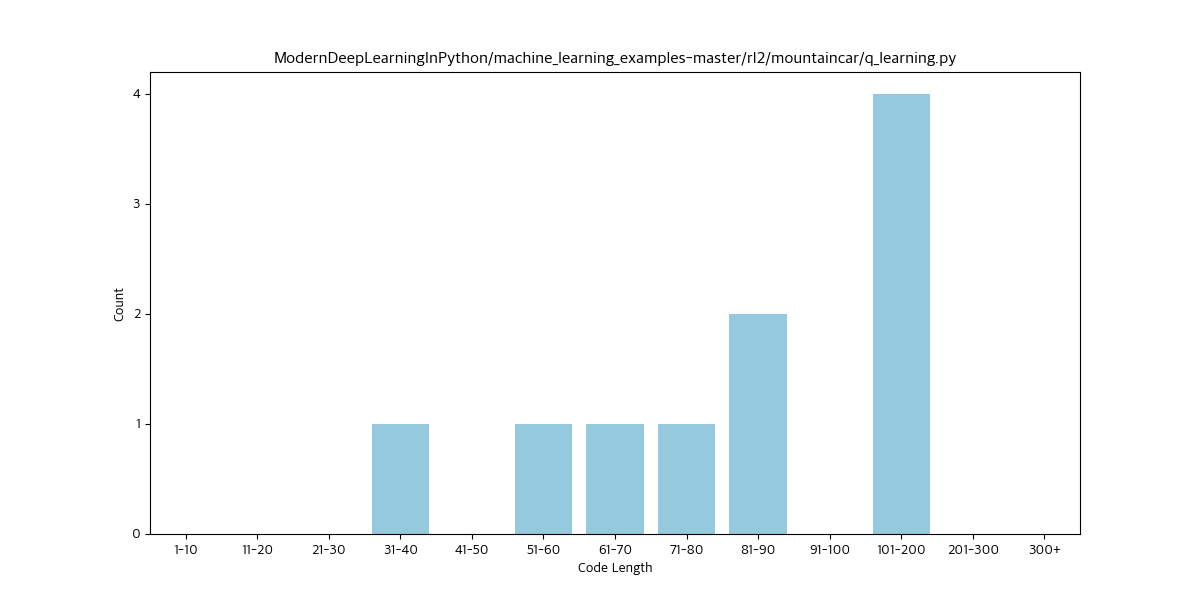 ModernDeepLearningInPython/machine_learning_examples-master/rl2/mountaincar/q_learning.py
4
3
2
1
0
Count
1-10 11-20 21-30 31-40 41-50 51-60 61-70 71-80 81-90 91-100 101-200 201-300 300+
Code Length